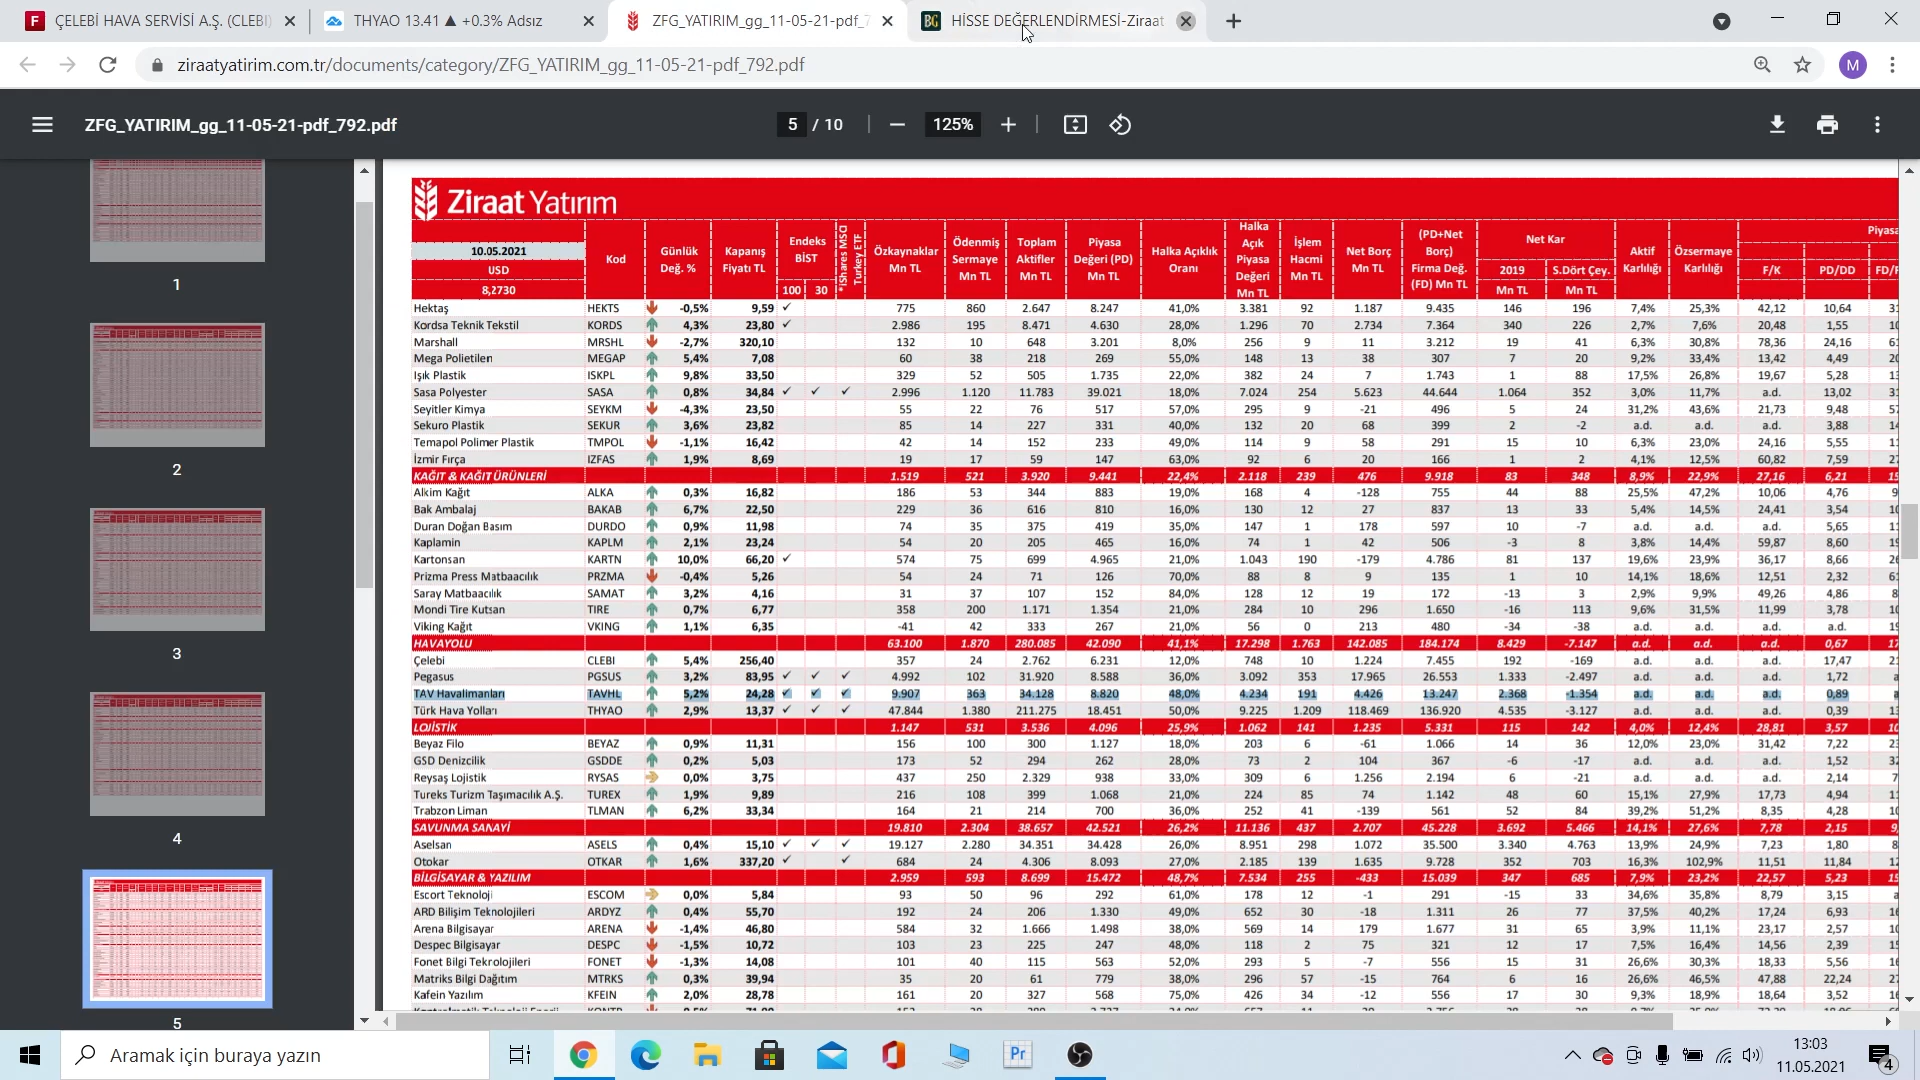 ÇELEBİ HAVA SERVİSİ A.Ş. (CLEBI)
THYAO 13.41 ▲ +0.3% Adsız
ZFG_YATIRIM_gg_11-05-21-pdf_7
HİSSE DEĞERLENDİRMESİ-Ziraat
ziraatyatirim.com.tr/documents/category/ZFG_YATIRIM_gg_11-05-21-pdf_792.pdf
M
ZFG_YATIRIM_gg_11-05-21-pdf_792.pdf
5 / 10
125%
1
2
3
4
5
Ziraat Yatırım
10.05.2021
USD
8,2730
Kod
Günlük Değ. %
Kapanış Fiyatı TL
Endeks BİST
100 30
*iShares MSCI Turkey ETF
Özkaynaklar Mn TL
Ödenmiş Sermaye Mn TL
Toplam Aktifler Mn TL
Piyasa Değeri (PD) Mn TL
Halka Açıklık Oranı
Halka Açık Piyasa Değeri Mn TL
İşlem Hacmi Mn TL
Net Borç Mn TL
(PD+Net Borç) Firma Değ. (FD) Mn TL
Net Kar
2019 Mn TL
S.Dört Çey. Mn TL
Aktif Karlılığı
Özsermaye Karlılığı
Piyasa
F/K PD/DD FD/F
Hektaş HEKTS -0,5% 9,59 ✓ 775 860 2.647 8.247 41,0% 3.381 92 1.187 9.435 146 196 7,4% 25,3% 42,12 10,64 31
Kordsa Teknik Tekstil KORDS 4,3% 23,80 ✓ 2.986 195 8.471 4.630 28,0% 1.296 70 2.734 7.364 340 226 2,7% 7,6% 20,48 1,55 10
Marshall MRSHL -2,7% 320,10 132 10 648 3.201 8,0% 256 9 11 3.212 19 41 6,3% 30,8% 78,36 24,16 61
Mega Polietilen MEGAP 5,4% 7,08 60 38 218 269 55,0% 148 13 38 307 7 20 9,2% 33,4% 13,42 4,49 20
Işık Plastik ISKPL 9,8% 33,50 329 52 505 1.735 22,0% 382 24 7 1.743 1 88 17,5% 26,8% 19,67 5,28 13
Sasa Polyester SASA 0,8% 34,84 ✓ ✓ ✓ 2.996 1.120 11.783 39.021 18,0% 7.024 254 5.623 44.644 1.064 352 3,0% 11,7% a.d. 13,02 31
Seyitler Kimya SEYKM -4,3% 23,50 55 22 76 517 57,0% 295 9 -21 496 5 24 31,2% 43,6% 21,73 9,48 57
Sekuro Plastik SEKUR 3,6% 23,82 85 14 227 331 40,0% 132 20 68 399 2 -2 a.d. a.d. a.d. 3,88 14
Temapol Polimer Plastik TMPOL -1,1% 16,42 42 14 152 233 49,0% 114 9 58 291 15 10 6,3% 23,0% 24,16 5,55 11
İzmir Fırça IZFAS 1,9% 8,69 19 17 59 147 63,0% 92 6 20 166 1 2 4,1% 12,5% 60,82 7,59 27
KAĞIT & KAĞIT ÜRÜNLERİ 1.519 521 3.920 9.441 22,4% 2.118 239 476 9.918 83 348 8,9% 22,9% 27,16 6,21 15
Alkim Kağıt ALKA 0,3% 16,82 186 53 344 883 19,0% 168 4 -128 755 44 88 25,5% 47,2% 10,06 4,76 9
Bak Ambalaj BAKAB 6,7% 22,50 229 36 616 810 16,0% 130 12 27 837 13 33 5,4% 14,5% 24,41 3,54 10
Duran Doğan Basım DURDO 0,9% 11,98 74 35 375 419 35,0% 147 1 178 597 10 -7 a.d. a.d. a.d. 5,65 11
Kaplamin KAPLM 2,1% 23,24 54 20 205 465 16,0% 74 1 42 506 -3 8 3,8% 14,4% 59,87 8,60 19
Kartonsan KARTN 10,0% 66,20 ✓ 574 75 699 4.965 21,0% 1.043 190 -179 4.786 81 137 19,6% 23,9% 36,17 8,66 26
Prizma Press Matbaacılık PRZMA -0,4% 5,26 54 24 71 126 70,0% 88 8 9 135 1 10 14,1% 18,6% 12,51 2,32 61
Saray Matbaacılık SAMAT 3,2% 4,16 31 37 107 152 84,0% 128 12 19 172 -13 3 2,9% 9,9% 49,26 4,86 8
Mondi Tire Kutsan TIRE 0,7% 6,77 358 200 1.171 1.354 21,0% 284 10 296 1.650 -16 113 9,6% 31,5% 11,99 3,78 10
Viking Kağıt VKING 1,1% 6,35 -41 42 333 267 21,0% 56 0 213 480 -34 -38 a.d. a.d. a.d. a.d. 19
HAVAYOLU 63.100 1.870 280.085 42.090 41,1% 17.298 1.763 142.085 184.174 8.429 -7.147 a.d. a.d. a.d. 0,67 17
Çelebi CLEBI 5,4% 256,40 357 24 2.762 6.231 12,0% 748 10 1.224 7.455 192 -169 a.d. a.d. a.d. 17,47 21
Pegasus PGSUS 3,2% 83,95 ✓ ✓ ✓ 4.992 102 31.920 8.588 36,0% 3.092 353 17.965 26.553 1.333 -2.497 a.d. a.d. a.d. 1,72 a
TAV Havalimanları TAVHL 5,2% 24,28 ✓ ✓ ✓ 9.907 363 34.128 8.820 48,0% 4.234 191 4.426 13.247 2.368 -1.354 a.d. a.d. a.d. 0,89 a
Türk Hava Yolları THYAO 2,9% 13,37 ✓ ✓ ✓ 47.844 1.380 211.275 18.451 50,0% 9.225 1.209 118.469 136.920 4.535 -3.127 a.d. a.d. a.d. 0,39 13
LOJİSTİK 1.147 531 3.536 4.096 25,9% 1.062 141 1.235 5.331 115 142 4,0% 12,4% 28,81 3,57 10
Beyaz Filo BEYAZ 0,9% 11,31 156 100 300 1.127 18,0% 203 6 -61 1.066 14 36 12,0% 23,0% 31,42 7,22 23
GSD Denizcilik GSDDE 0,2% 5,03 173 52 294 262 28,0% 73 2 104 367 -6 -17 a.d. a.d. a.d. 1,52 32
Reysaş Lojistik RYSAS 0,0% 3,75 437 250 2.329 938 33,0% 309 6 1.256 2.194 6 -21 a.d. a.d. a.d. 2,14 7
Tureks Turizm Taşımacılık A.Ş. TUREX 1,9% 9,89 216 108 399 1.068 21,0% 224 85 74 1.142 48 60 15,1% 27,9% 17,73 4,94 11
Trabzon Liman TLMAN 6,2% 33,34 164 21 214 700 36,0% 252 41 -139 561 52 84 39,2% 51,2% 8,35 4,28 10
SAVUNMA SANAYİ 19.810 2.304 38.657 42.521 26,2% 11.136 437 2.707 45.228 3.692 5.466 14,1% 27,6% 7,78 2,15 9,
Aselsan ASELS 0,4% 15,10 ✓ ✓ ✓ 19.127 2.280 34.351 34.428 26,0% 8.951 298 1.072 35.500 3.340 4.763 13,9% 24,9% 7,23 1,80 8
Otokar OTKAR 1,6% 337,20 ✓ ✓ 684 24 4.306 8.093 27,0% 2.185 139 1.635 9.728 352 703 16,3% 102,9% 11,51 11,84 12
BİLGİSAYAR & YAZILIM 2.959 593 8.699 15.472 48,7% 7.534 255 -433 15.039 347 685 7,9% 23,2% 22,57 5,23 15
Escort Teknoloji ESCOM 0,0% 5,84 93 50 96 292 61,0% 178 12 -1 291 -15 33 34,6% 35,8% 8,79 3,15 a
ARD Bilişim Teknolojileri ARDYZ 0,4% 55,70 192 24 206 1.330 49,0% 652 30 -18 1.311 26 77 37,5% 40,2% 17,24 6,93 16
Arena Bilgisayar ARENA -1,4% 46,80 584 32 1.666 1.498 38,0% 569 14 179 1.677 31 65 3,9% 11,1% 23,17 2,57 10
Despec Bilgisayar DESPC -1,5% 10,72 103 23 225 247 48,0% 118 2 75 321 12 17 7,5% 16,4% 14,56 2,39 15
Fonet Bilgi Teknolojileri FONET -1,3% 14,08 101 40 115 563 52,0% 293 5 -7 556 15 31 26,6% 30,3% 18,33 5,56 16
Matriks Bilgi Dağıtım MTRKS 0,3% 39,94 35 20 61 779 38,0% 296 57 -15 764 6 16 26,6% 46,5% 47,88 22,24 27
Kafein Yazılım KFEIN 2,0% 28,78 161 20 327 568 75,0% 426 34 -12 556 17 30 9,3% 18,9% 18,64 3,52 16
Aramak için buraya yazın
13:03
11.05.2021
4